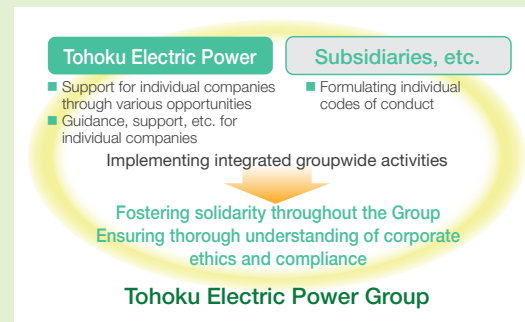 Tohoku Electric Power
Subsidiaries, etc.
■ Support for individual companies
through various opportunities
■ Guidance, support, etc. for
individual companies
■ Formulating individual
codes of conduct
Implementing integrated groupwide activities
Fostering solidarity throughout the Group
Ensuring thorough understanding of corporate
ethics and compliance
Tohoku Electric Power Group